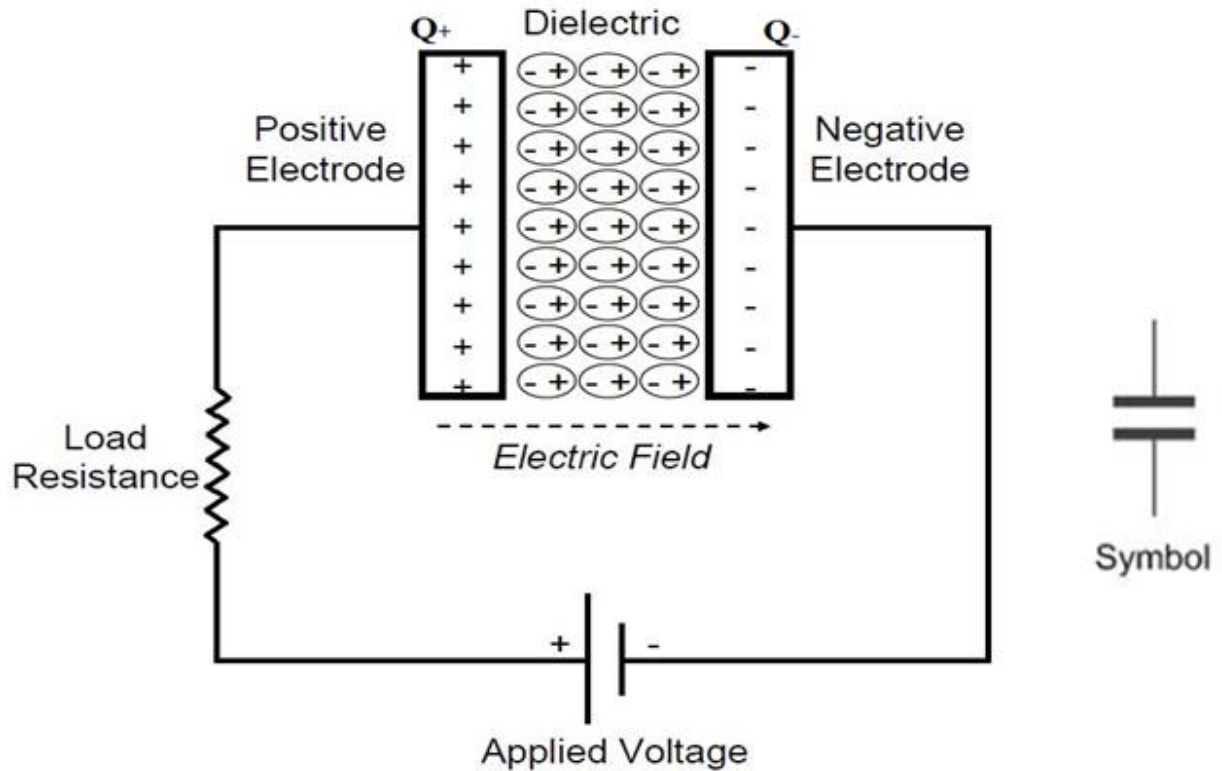 Q+ Dielectric Q-
+ - + - + - + -
+ - + - + - + -
Positive
Electrode
+ - + - + - + -
Negative
Electrode
+ - + - + - + -
+ - + - + - + -
+ - + - + - + -
+ - + - + - + -
+ - + - + - + -
+ - + - + - + -
Electric Field
Load
Resistance
Symbol
+ -
Applied Voltage